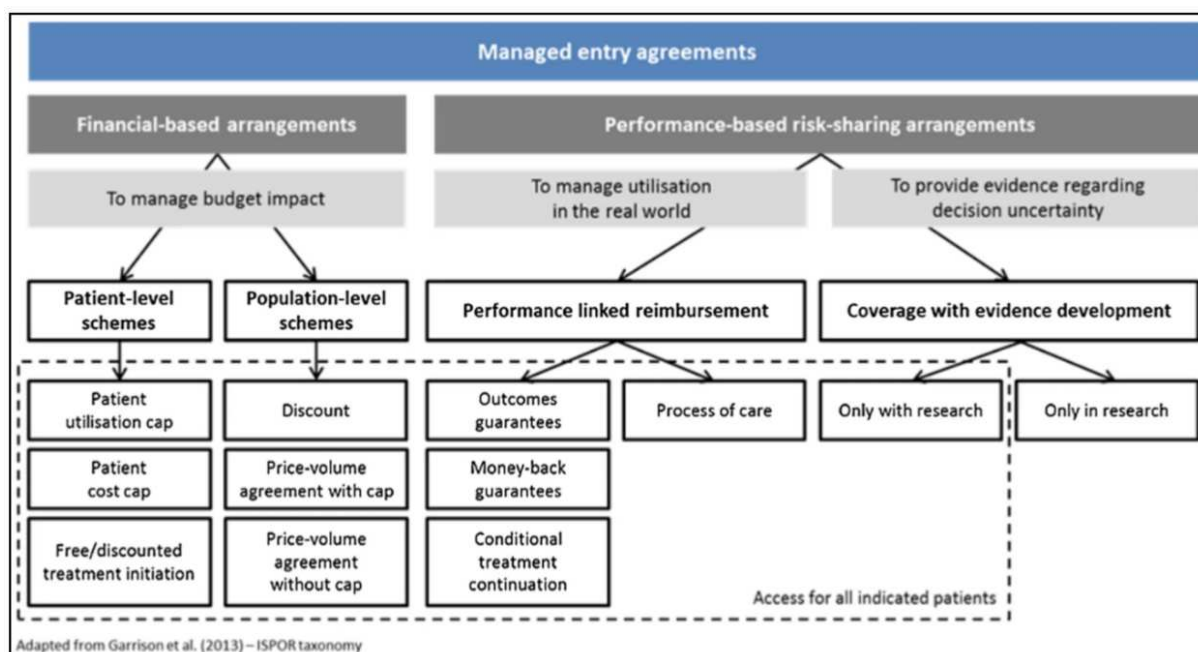 Managed entry agreements
Financial-based arrangements
Performance-based risk-sharing arrangements
To manage budget impact
To manage utilisation
in the real world
To provide evidence regarding
decision uncertainty
Patient-level
schemes
Population-level
schemes
Performance linked reimbursement
Coverage with evidence development
Patient
utilisation cap
Discount
Outcomes
guarantees
Process of care
Only with research
Only in research
Patient
cost cap
Price-volume
agreement with cap
Money-back
guarantees
Free/discounted
treatment initiation
Price-volume
agreement
without cap
Conditional
treatment
continuation
Access for all indicated patients
Adapted from Garrison et al. (2013) – ISPOR taxonomy